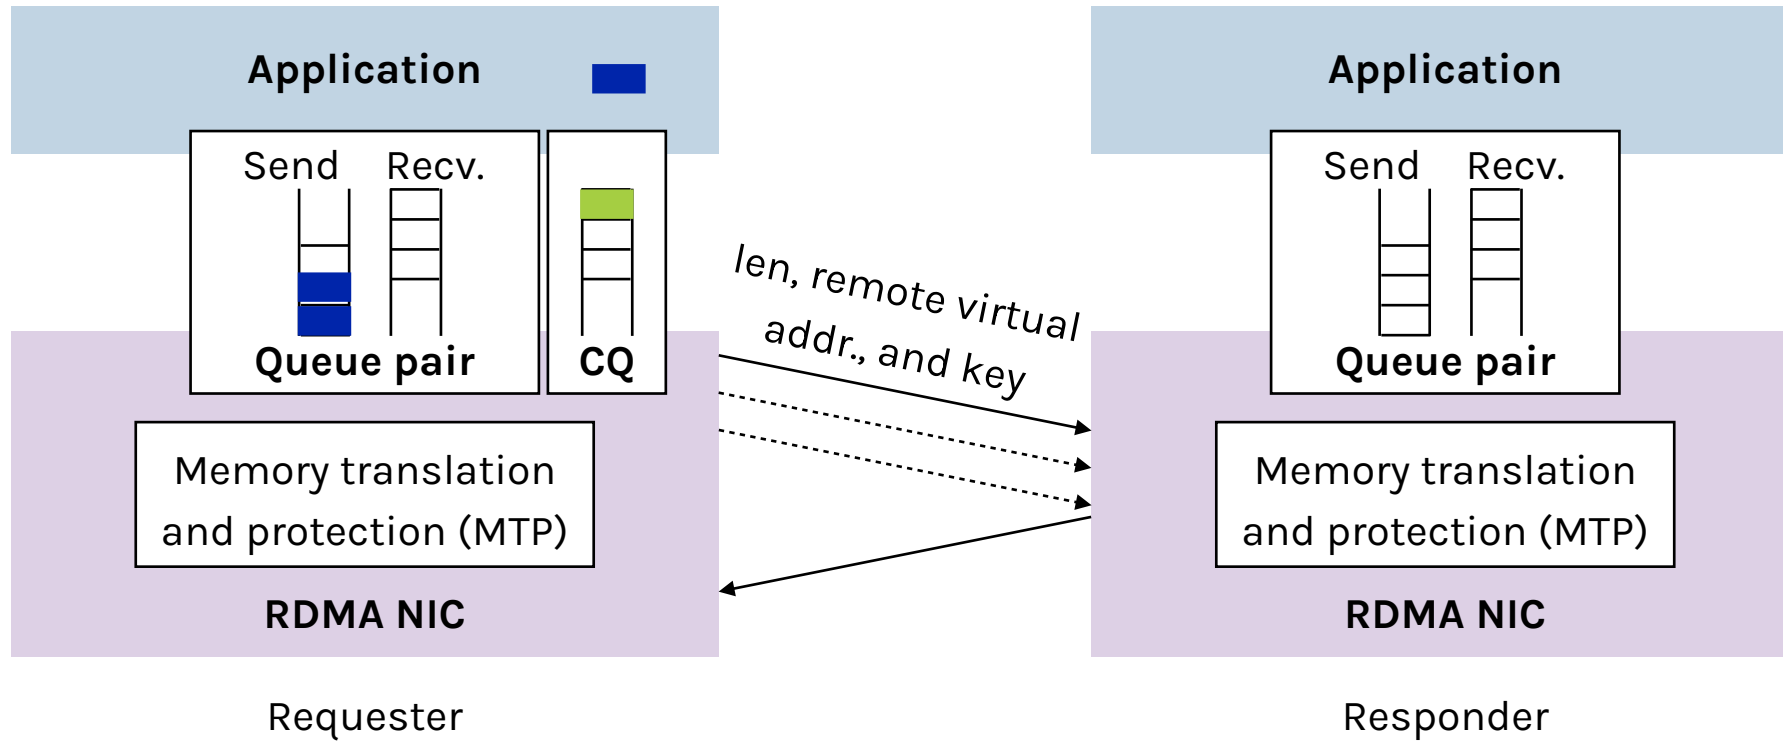 Application
Send Recv.
Queue pair
CQ
Memory translation
and protection (MTP)
RDMA NIC
Requester
len, remote virtual
addr., and key
Application
Send Recv.
Queue pair
Memory translation
and protection (MTP)
RDMA NIC
Responder